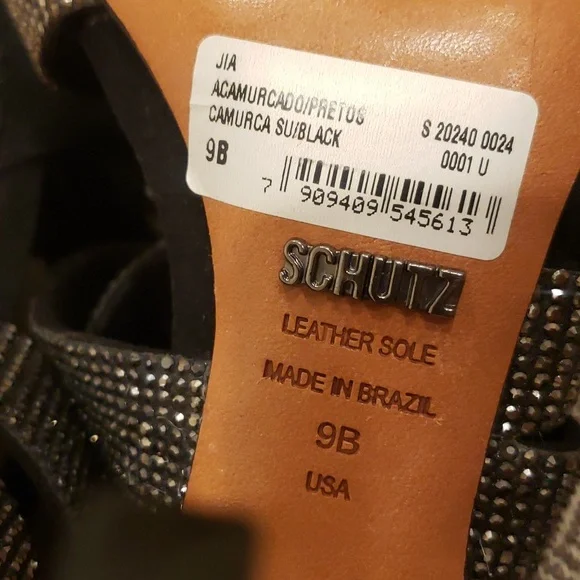 JIA
ACAMURCADO/PRETOS
CAMURCA SU/BLACK
S 20240 0024
9B
0001 U
7 909409 545613
SCHUTZ
LEATHER SOLE
MADE IN BRAZIL
9B
USA